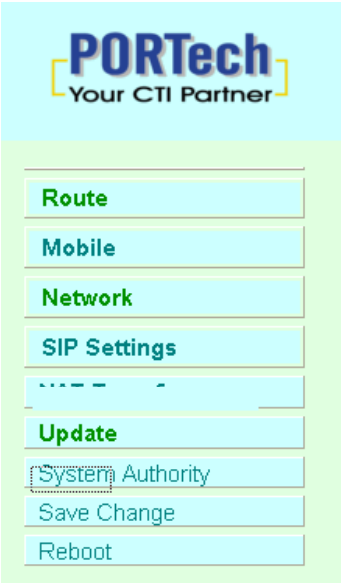 PORTech
Your CTI Partner
Route
Mobile
Network
SIP Settings
Update
System Authority
Save Change
Reboot